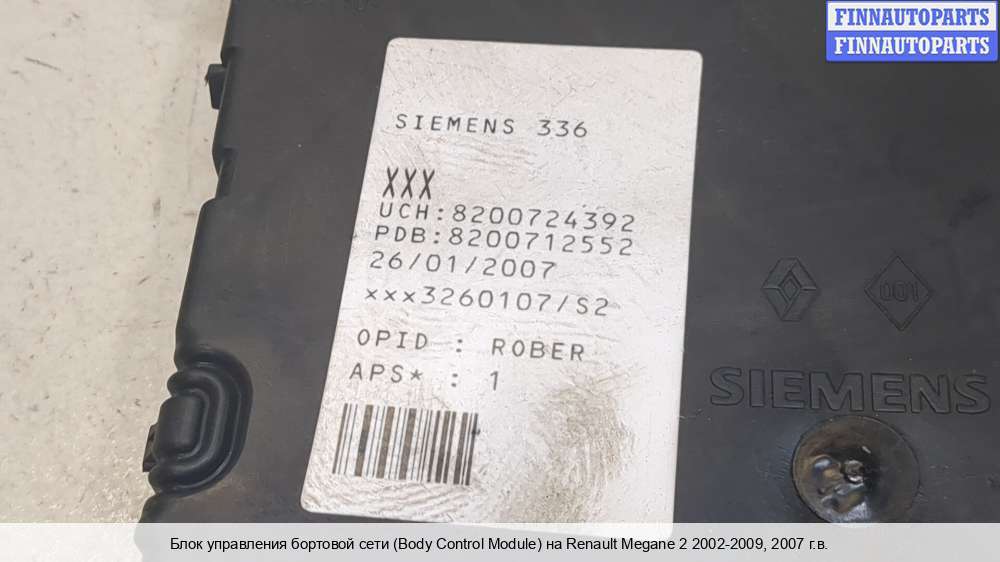 FINNAUTOPARTS
FINNAUTOPARTS
SIEMENS 336
XXX
UCH:8200724392
PDB:8200712552
26/01/2007
xxx3260107/S2
OPID : ROBER
APS* : 1
001
SIEMENS
Блок управления бортовой сети (Body Control Module) на Renault Megane 2 2002-2009, 2007 г.в.